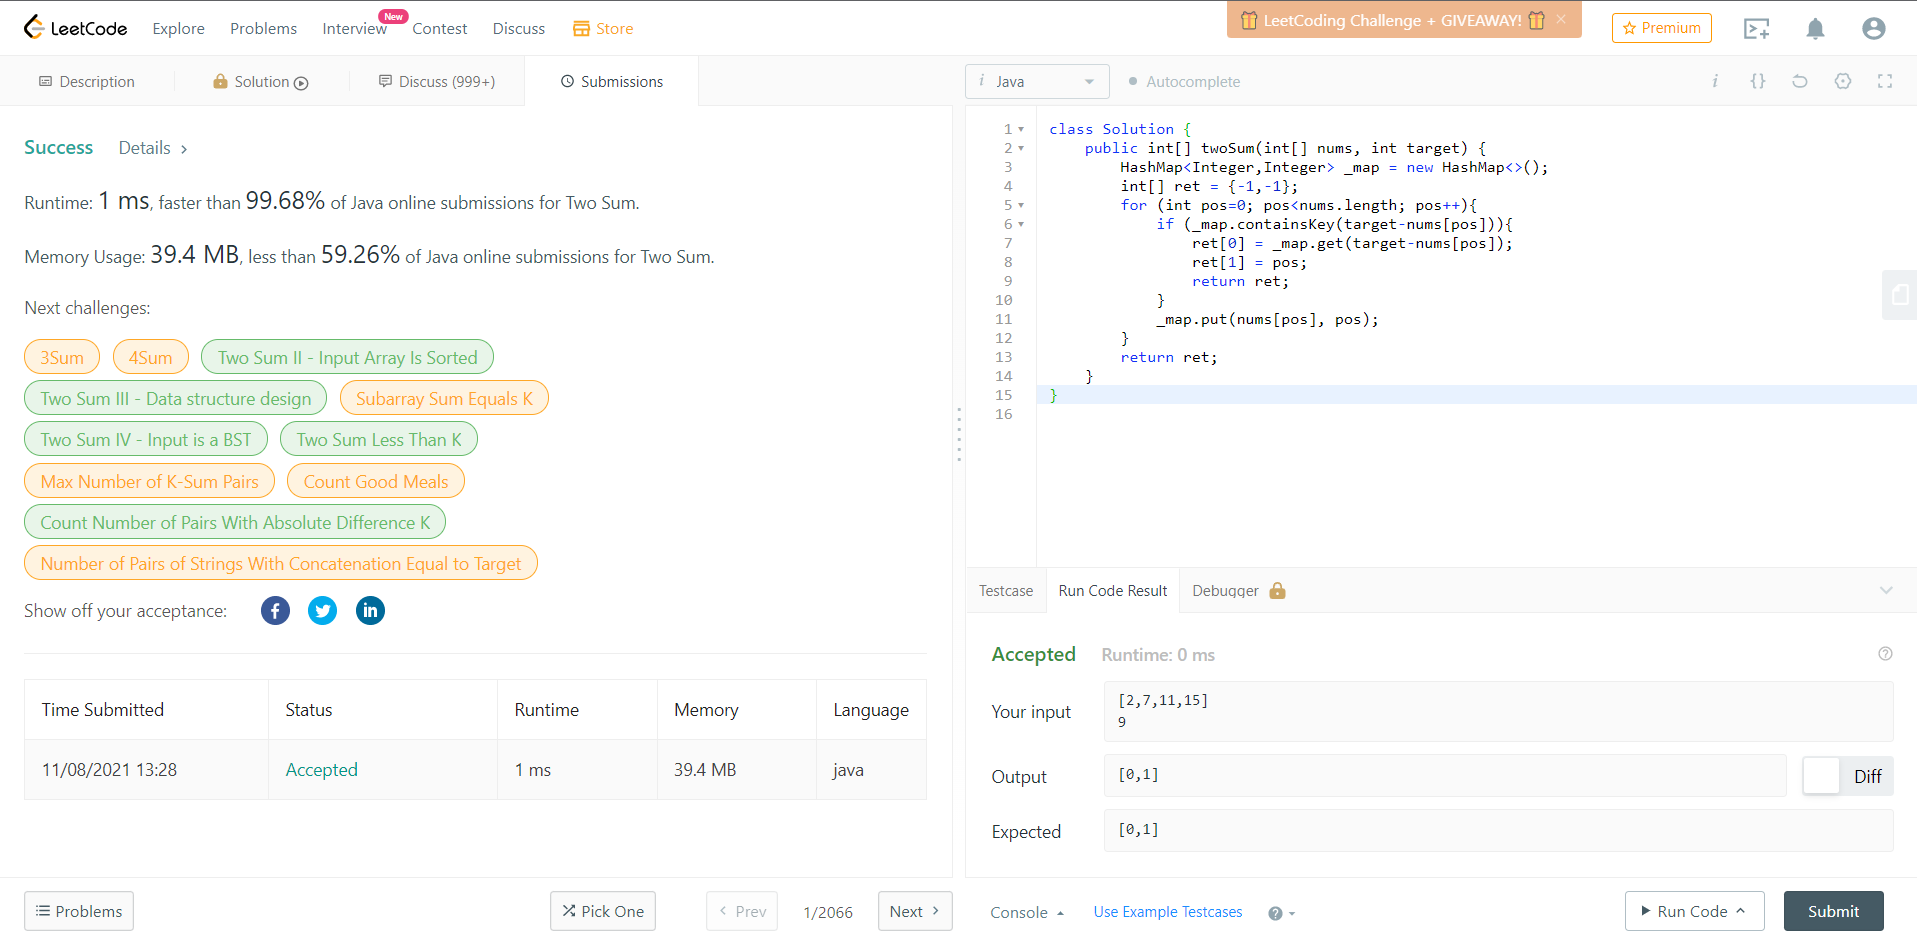 LeetCode Explore Problems Interview New Contest Discuss Store LeetCoding Challenge + GIVEAWAY! × Premium
Description Solution Discuss (999+) Submissions
Success Details >
Runtime: 1 ms, faster than 99.68% of Java online submissions for Two Sum.
Memory Usage: 39.4 MB, less than 59.26% of Java online submissions for Two Sum.
Next challenges:
3Sum 4Sum Two Sum II - Input Array Is Sorted
Two Sum III - Data structure design Subarray Sum Equals K
Two Sum IV - Input is a BST Two Sum Less Than K
Max Number of K-Sum Pairs Count Good Meals
Count Number of Pairs With Absolute Difference K
Number of Pairs of Strings With Concatenation Equal to Target
Show off your acceptance:
Time Submitted Status Runtime Memory Language
11/08/2021 13:28 Accepted 1 ms 39.4 MB java
Problems Pick One < Prev 1/2066 Next >
i Java Autocomplete i {}
1 class Solution {
2     public int[] twoSum(int[] nums, int target) {
3         HashMap<Integer,Integer> _map = new HashMap<>();
4         int[] ret = {-1,-1};
5         for (int pos=0; pos<nums.length; pos++){
6             if (_map.containsKey(target-nums[pos])){
7                 ret[0] = _map.get(target-nums[pos]);
8                 ret[1] = pos;
9                 return ret;
10             }
11             _map.put(nums[pos], pos);
12         }
13         return ret;
14     }
15 }
16
Testcase Run Code Result Debugger
Accepted Runtime: 0 ms
Your input
[2,7,11,15]
9
Output [0,1] Diff
Expected [0,1]
Console Use Example Testcases Run Code Submit